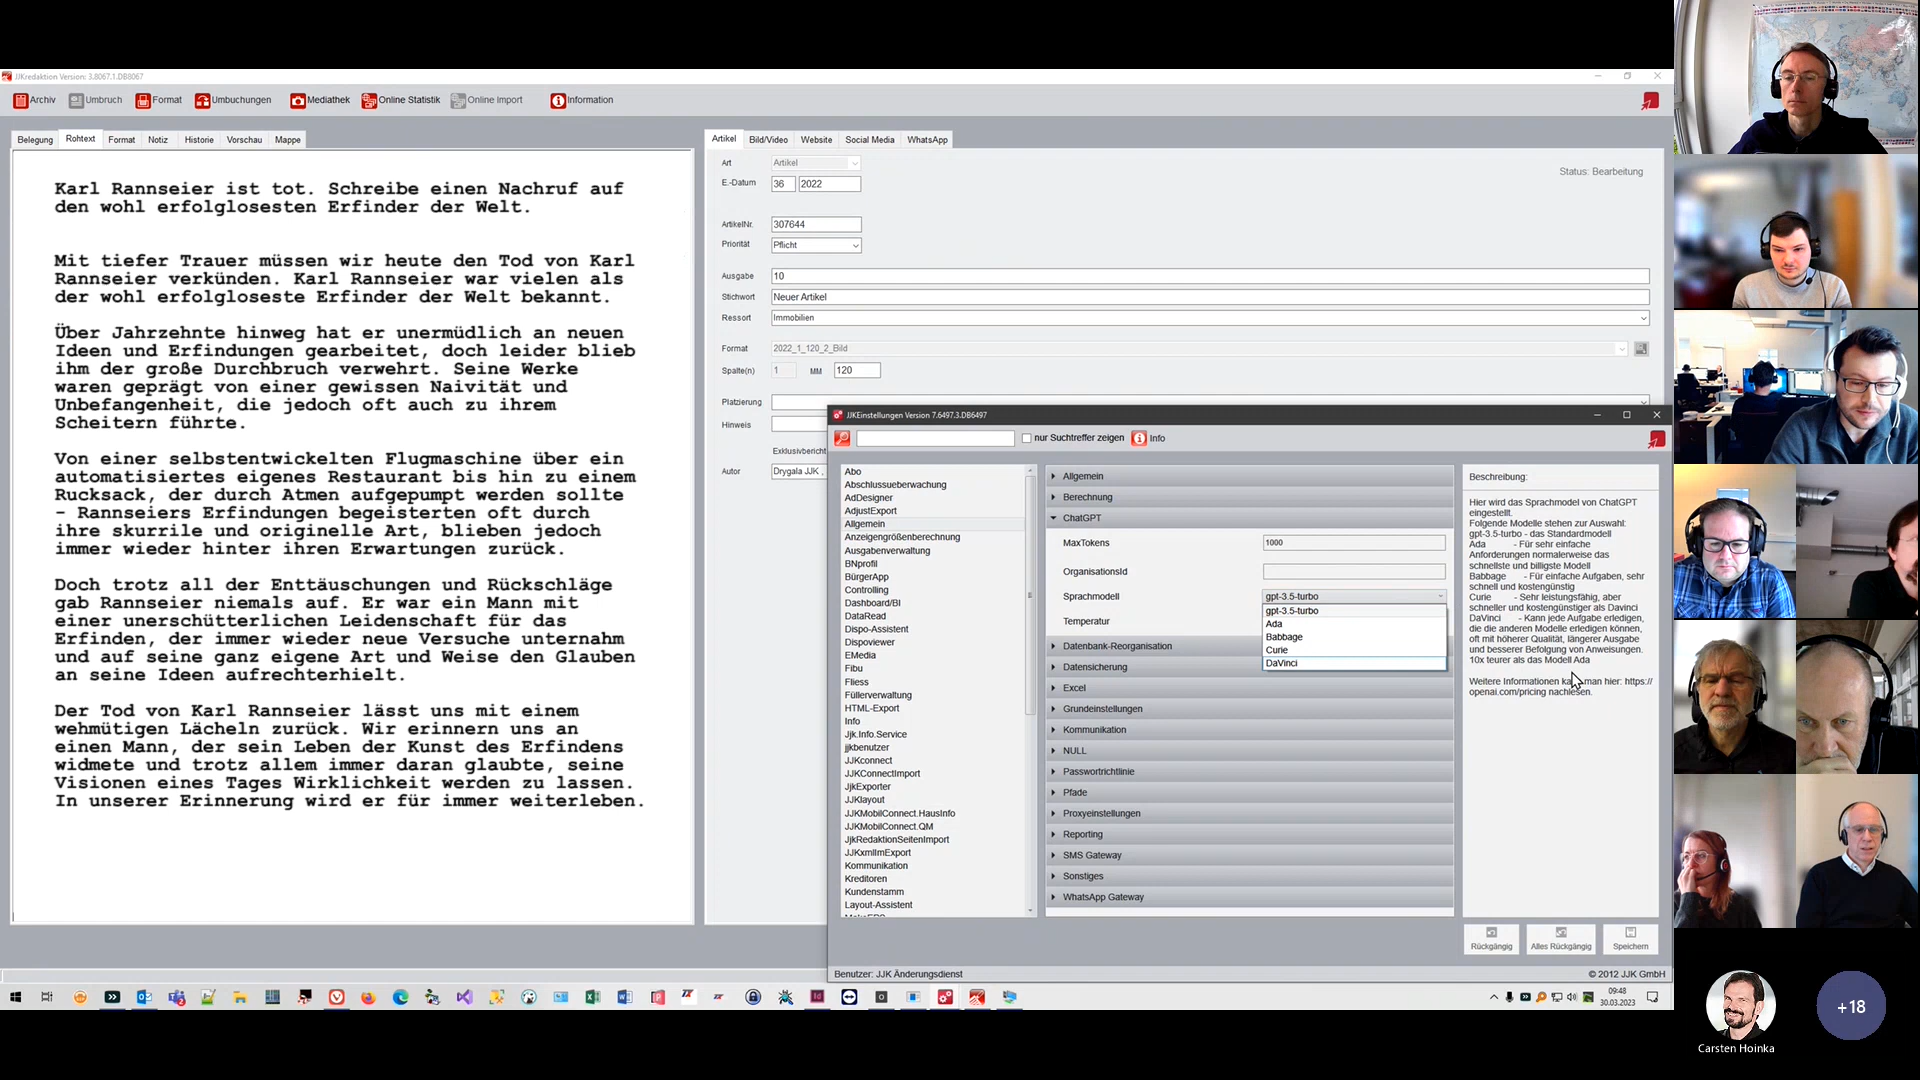 JJKredaktion Version: 3.8067.1.DB8067
Archiv
Umbruch
Format
Umbuchungen
Mediathek
Online Statistik
Online Import
Information
Belegung
Rohtext
Format
Notiz
Historie
Vorschau
Mappe
Karl Rannseier ist tot. Schreibe einen Nachruf auf
den wohl erfolglosesten Erfinder der Welt.
Mit tiefer Trauer müssen wir heute den Tod von Karl
Rannseier verkünden. Karl Rannseier war vielen als
der wohl erfolgloseste Erfinder der Welt bekannt.
Über Jahrzehnte hinweg hat er unermüdlich an neuen
Ideen und Erfindungen gearbeitet, doch leider blieb
ihm der große Durchbruch verwehrt. Seine Werke
waren geprägt von einer gewissen Naivität und
Unbefangenheit, die jedoch oft auch zu ihrem
Scheitern führte.
Von einer selbstentwickelten Flugmaschine über ein
automatisiertes eigenes Restaurant bis hin zu einem
Rucksack, der durch Atmen aufgepumpt werden sollte
- Rannseiers Erfindungen begeisterten oft durch
ihre skurrile und originelle Art, blieben jedoch
immer wieder hinter ihren Erwartungen zurück.
Doch trotz all der Enttäuschungen und Rückschläge
gab Rannseier niemals auf. Er war ein Mann mit
einer unerschütterlichen Leidenschaft für das
Erfinden, der immer wieder neue Versuche unternahm
und auf seine ganz eigene Art und Weise den Glauben
an seine Ideen aufrechterhielt.
Der Tod von Karl Rannseier lässt uns mit einem
wehmütigen Lächeln zurück. Wir erinnern uns an
einen Mann, der sein Leben der Kunst des Erfindens
widmete und trotz allem immer daran glaubte, seine
Visionen eines Tages Wirklichkeit werden zu lassen.
In unserer Erinnerung wird er für immer weiterleben.
Artikel
Bild/Video
Website
Social Media
WhatsApp
Status: Bearbeitung
Art Artikel
E.-Datum 36 2022
ArtikelNr. 307644
Priorität Pflicht
Ausgabe 10
Stichwort Neuer Artikel
Ressort Immobilien
Format 2022_1_120_2_Bild
Spalte(n) 1 MM 120
Platzierung
Hinweis
Exklusivbericht
Autor Drygala JJK ,
JJKEinstellungen Version 7.6497.3.DB6497
nur Suchtreffer zeigen
Info
Abo
Abschlussueberwachung
AdDesigner
AdjustExport
Allgemein
Anzeigengrößenberechnung
Ausgabenverwaltung
BNprofil
BürgerApp
Controlling
Dashboard/BI
DataRead
Dispo-Assistent
Dispoviewer
EMedia
Fibu
Fliess
Füllerverwaltung
HTML-Export
Info
Jjk.Info.Service
jjkbenutzer
JJKconnect
JJKConnectImport
JjkExporter
JJKlayout
JJKMobilConnect.HausInfo
JJKMobilConnect.QM
JjkRedaktionSeitenImport
JJKxmlImExport
Kommunikation
Kreditoren
Kundenstamm
Layout-Assistent
MakeEPS
Allgemein
Berechnung
ChatGPT
MaxTokens 1000
OrganisationsId
Sprachmodell gpt-3.5-turbo
gpt-3.5-turbo
Ada
Babbage
Curie
DaVinci
Temperatur
Datenbank-Reorganisation
Datensicherung
Excel
Grundeinstellungen
Kommunikation
NULL
Passwortrichtlinie
Pfade
Proxyeinstellungen
Reporting
SMS Gateway
Sonstiges
WhatsApp Gateway
Beschreibung:
Hier wird das Sprachmodel von ChatGPT
eingestellt.
Folgende Modelle stehen zur Auswahl:
gpt-3.5-turbo - das Standardmodell
Ada - Für sehr einfache
Anforderungen normalerweise das
schnellste und billigste Modell
Babbage - Für einfache Aufgaben, sehr
schnell und kostengünstig
Curie - Sehr leistungsfähig, aber
schneller und kostengünstiger als Davinci
DaVinci - Kann jede Aufgabe erledigen,
die die anderen Modelle erledigen können,
oft mit höherer Qualität, längerer Ausgabe
und besserer Befolgung von Anweisungen.
10x teurer als das Modell Ada
Weitere Informationen man hier: https://
openai.com/pricing nachlesen.
Rückgängig
Alles Rückgängig
Speichern
Benutzer: JJK Änderungsdienst
© 2012 JJK GmbH
09:48
30.03.2023
+18
Carsten Hoinka